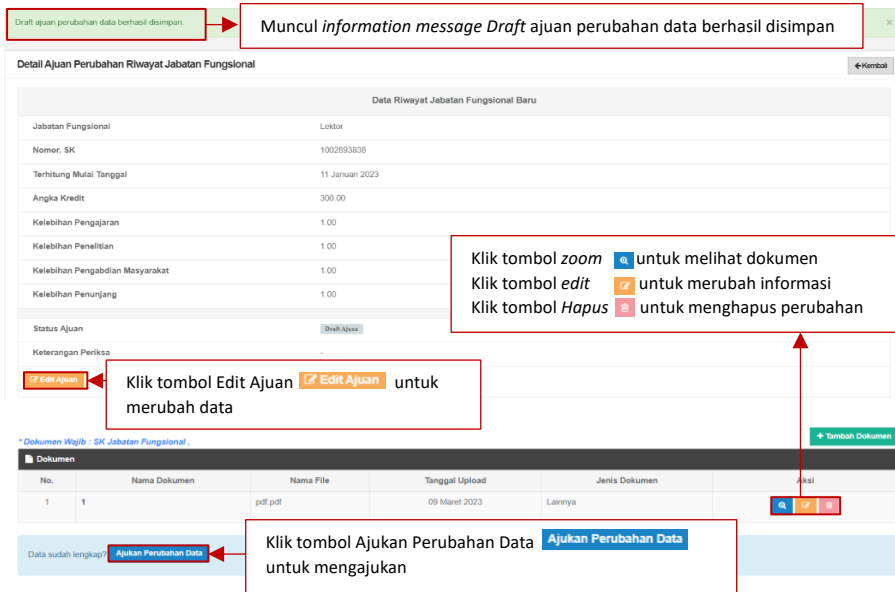 Draft ajuan perubahan data berhasil disimpan.
Muncul information message Draft ajuan perubahan data berhasil disimpan
×
Detail Ajuan Perubahan Riwayat Jabatan Fungsional
Kembali
Data Riwayat Jabatan Fungsional Baru
Jabatan Fungsional Lektor
Nomor. SK 1002893838
Terhitung Mulai Tanggal 11 Januari 2023
Angka Kredit 300.00
Kelebihan Pengajaran 1.00
Kelebihan Penelitian 1.00
Kelebihan Pengabdian Masyarakat 1.00
Kelebihan Penunjang 1.00
Klik tombol zoom untuk melihat dokumen
Klik tombol edit untuk merubah informasi
Klik tombol Hapus untuk menghapus perubahan
Status Ajuan Draft Ajuan
Keterangan Periksa -
Edit Ajuan
Klik tombol Edit Ajuan Edit Ajuan untuk
merubah data
* Dokumen Wajib : SK Jabatan Fungsional ,
+ Tambah Dokumen
Dokumen
No. Nama Dokumen Nama File Tanggal Upload Jenis Dokumen Aksi
1 1 pdf.pdf 09 Maret 2023 Lainnya
Data sudah lengkap? Ajukan Perubahan Data
Klik tombol Ajukan Perubahan Data Ajukan Perubahan Data
untuk mengajukan